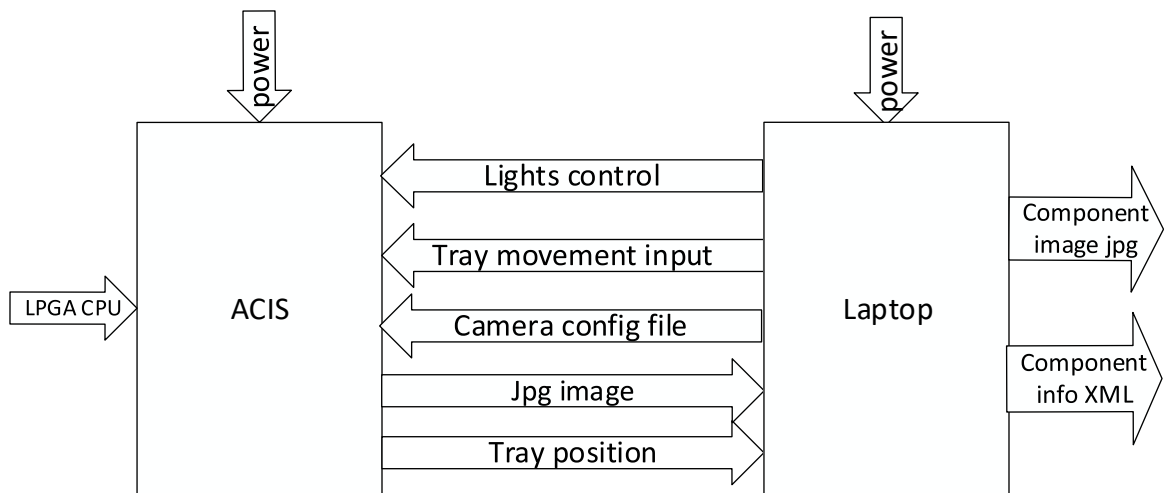 power
power
Lights control
Component
image jpg
Tray movement input
LPGA CPU
ACIS
Laptop
Camera config file
Component
info XML
Jpg image
Tray position